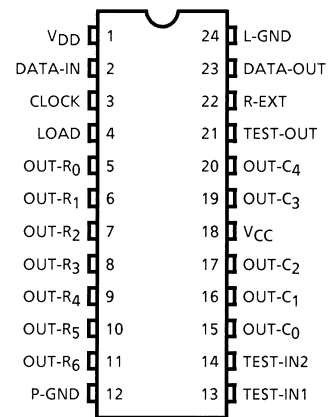 VDD 1 24 L-GND
DATA-IN 2 23 DATA-OUT
CLOCK 3 22 R-EXT
LOAD 4 21 TEST-OUT
OUT-R0 5 20 OUT-C4
OUT-R1 6 19 OUT-C3
OUT-R2 7 18 VCC
OUT-R3 8 17 OUT-C2
OUT-R4 9 16 OUT-C1
OUT-R5 10 15 OUT-C0
OUT-R6 11 14 TEST-IN2
P-GND 12 13 TEST-IN1